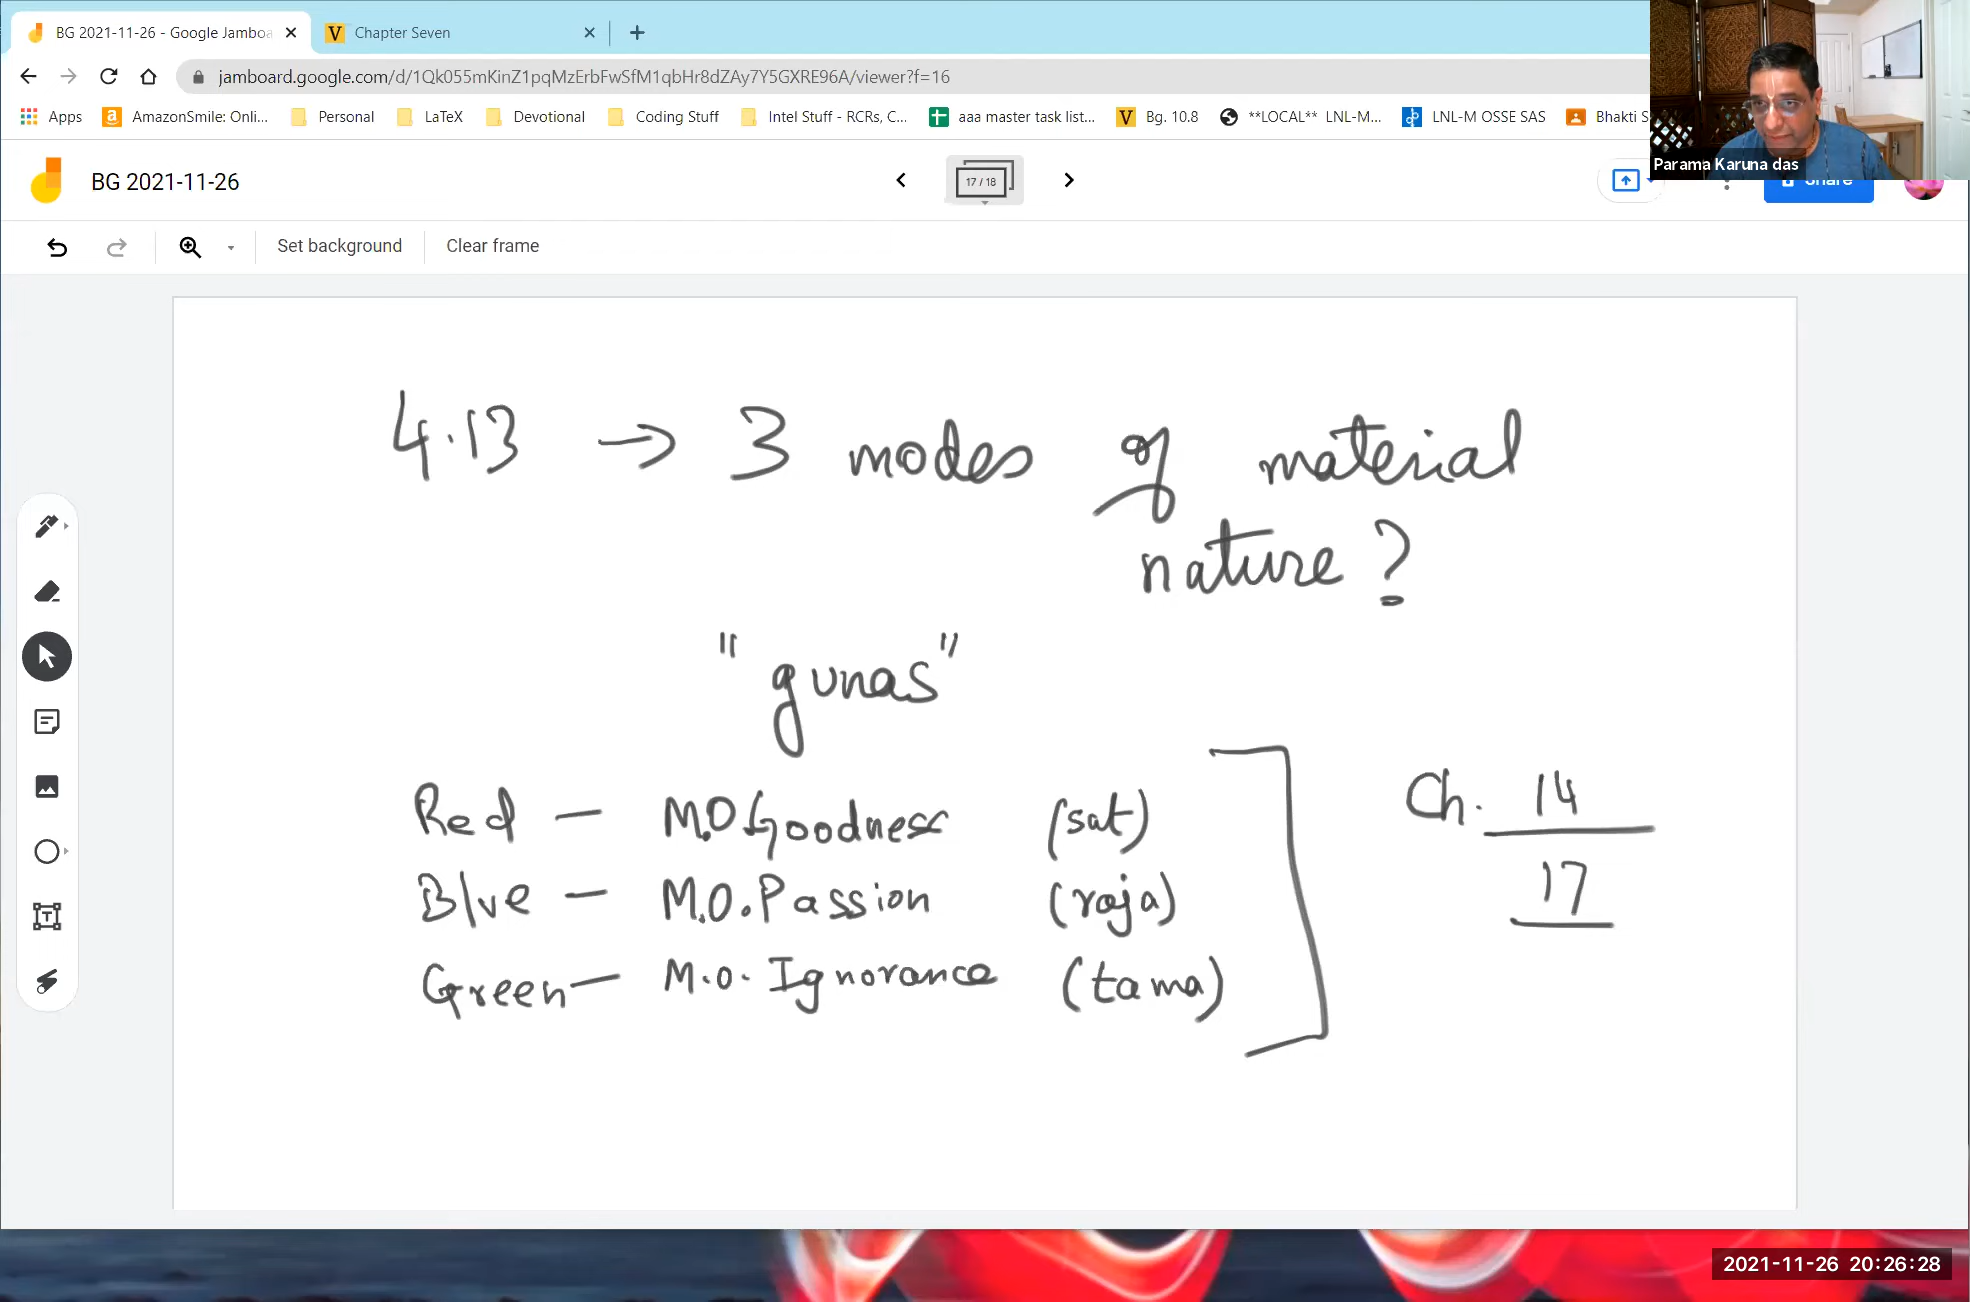 BG 2021-11-26 - Google Jamboa
Chapter Seven
jamboard.google.com/d/1Qk055mKinZ1pqMzErbFwSfM1qbHr8dZAy7Y5GXRE96A/viewer?f=16
Apps AmazonSmile: Onli... Personal LaTeX Devotional Coding Stuff Intel Stuff - RCRs, C... aaa master task list... Bg. 10.8 **LOCAL** LNL-M... LNL-M OSSE SAS Bhakti S
Parama Karuna das
BG 2021-11-26
17 / 18
Share
Set background Clear frame
4.13 → 3 modes of material
nature?
"gunas"
Red — M.O Goodness (sat)
Blue — M.O. Passion (raja)
Green — M.O. Ignorance (tama)
Ch. 14
17
2021-11-26 20:26:28